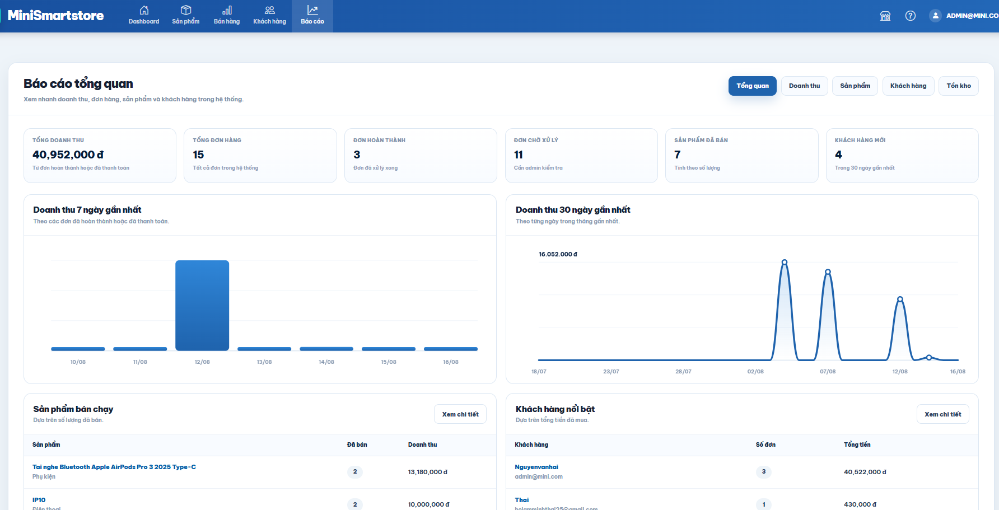 MiniSmartstore
Dashboard
Sản phẩm
Bán hàng
Khách hàng
Báo cáo
ADMIN@MINI.CO
Báo cáo tổng quan
Xem nhanh doanh thu, đơn hàng, sản phẩm và khách hàng trong hệ thống.
Tổng quan
Doanh thu
Sản phẩm
Khách hàng
Tồn kho
TỔNG DOANH THU
40,952,000 đ
Từ đơn hoàn thành hoặc đã thanh toán
TỔNG ĐƠN HÀNG
15
Tất cả đơn trong hệ thống
ĐƠN HOÀN THÀNH
3
Đơn đã xử lý xong
ĐƠN CHỜ XỬ LÝ
11
Cần admin kiểm tra
SẢN PHẨM ĐÃ BÁN
7
Tính theo số lượng
KHÁCH HÀNG MỚI
4
Trong 30 ngày gần nhất
Doanh thu 7 ngày gần nhất
Theo các đơn đã hoàn thành hoặc đã thanh toán.
10/08
11/08
12/08
13/08
14/08
15/08
16/08
Doanh thu 30 ngày gần nhất
Theo từng ngày trong tháng gần nhất.
16.052.000 đ
18/07
23/07
28/07
02/08
07/08
12/08
16/08
Sản phẩm bán chạy
Dựa trên số lượng đã bán.
Xem chi tiết
Sản phẩm Đã bán Doanh thu
Tai nghe Bluetooth Apple AirPods Pro 3 2025 Type-C
Phụ kiện
2
13,180,000 đ
IP10
Điện thoại
2
10,000,000 đ
Khách hàng nổi bật
Dựa trên tổng tiền đã mua.
Xem chi tiết
Khách hàng Số đơn Tổng tiền
Nguyenvanhai
admin@mini.com
3
40,522,000 đ
Thai
holamminhthai25@gmail.com
1
430,000 đ